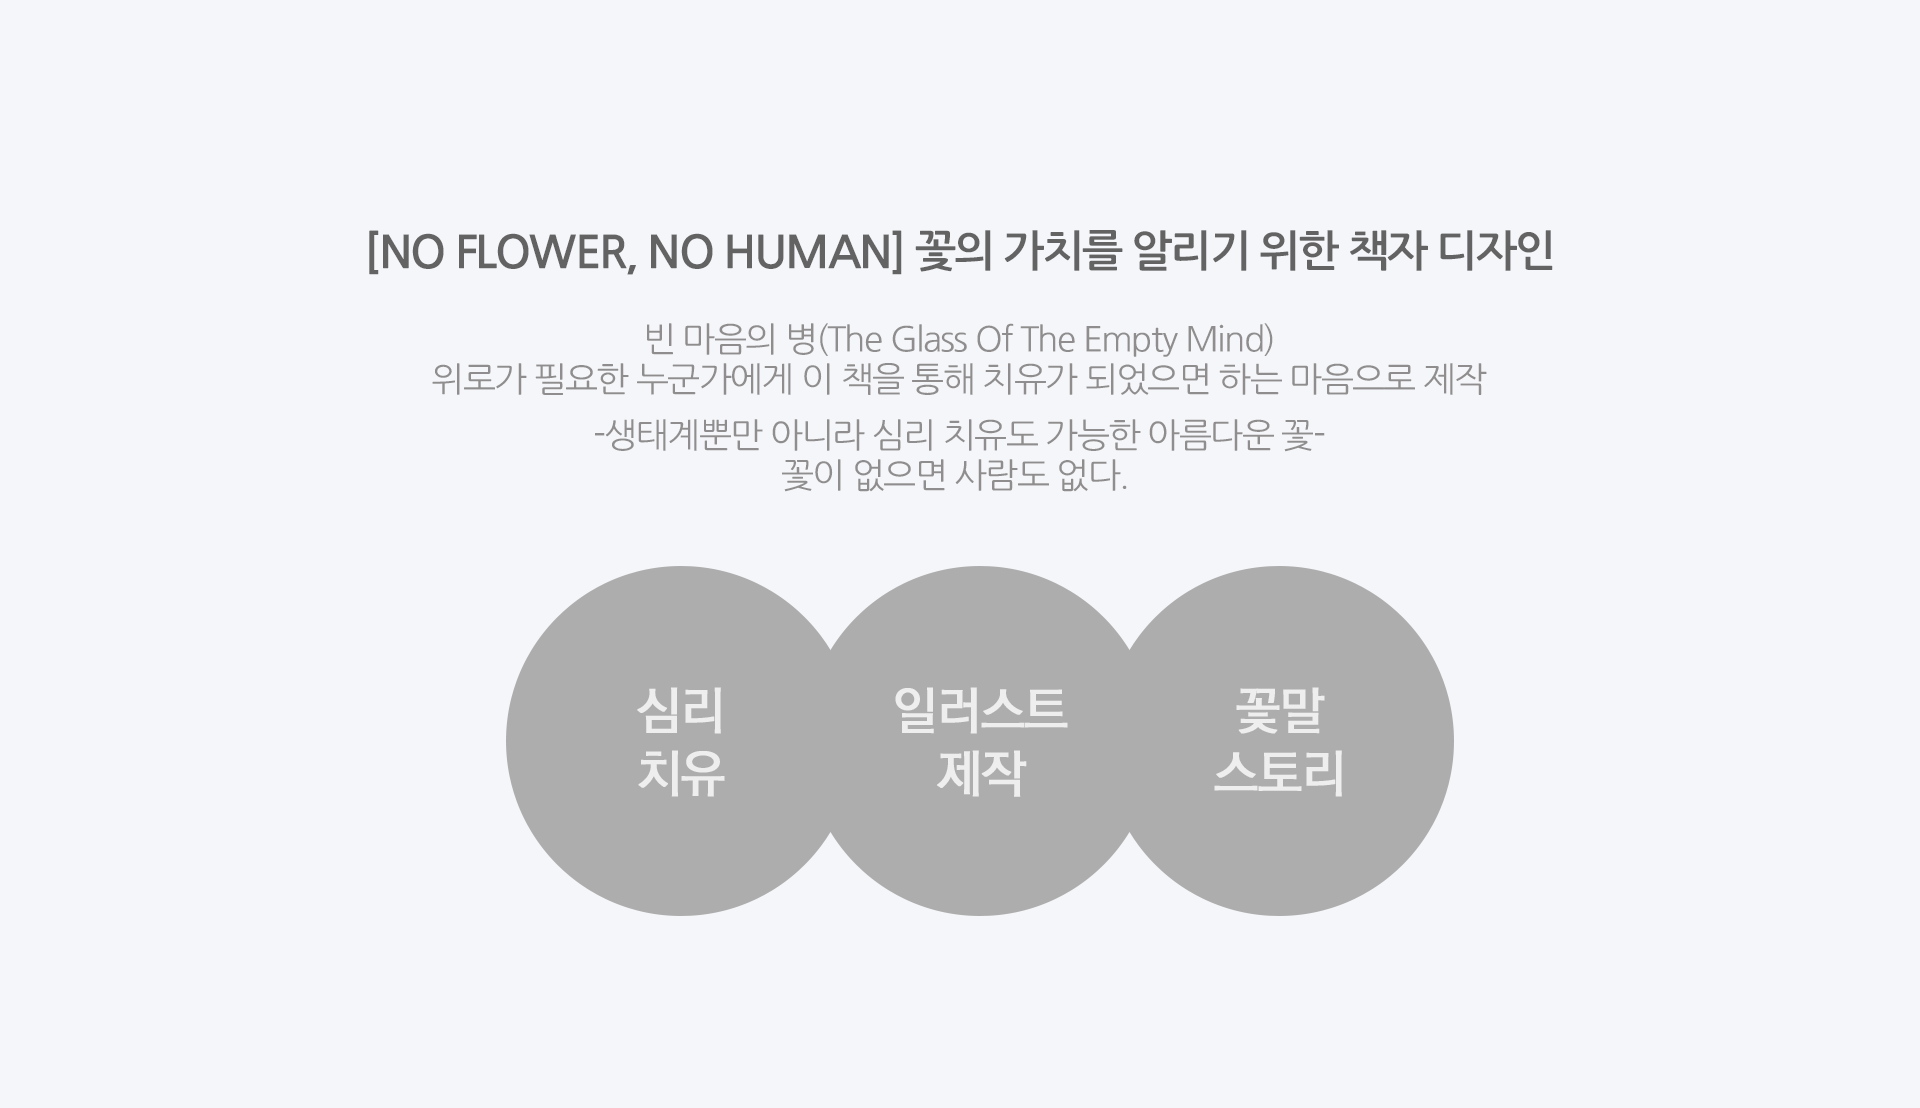 [NO FLOWER, NO HUMAN] 꽃의 가치를 알리기 위한 책자 디자인
빈 마음의 병(The Glass Of The Empty Mind)
위로가 필요한 누군가에게 이 책을 통해 치유가 되었으면 하는 마음으로 제작
-생태계뿐만 아니라 심리 치유도 가능한 아름다운 꽃-
꽃이 없으면 사람도 없다.
심리
치유
일러스트
제작
꽃말
스토리